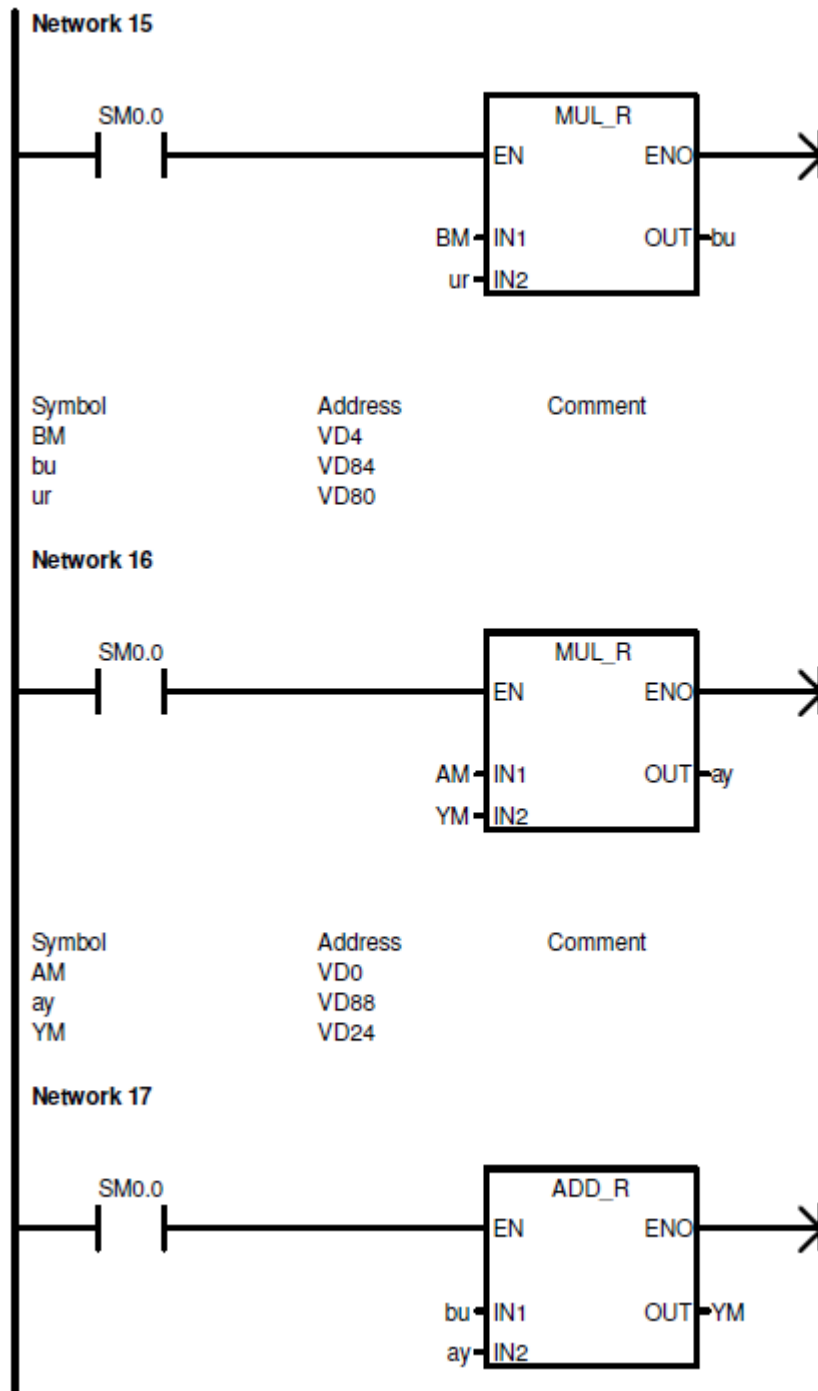 Network 15
SM0.0
MUL_R
EN ENO
BM IN1 OUT bu
ur IN2
Symbol Address Comment
BM VD4
bu VD84
ur VD80
Network 16
SM0.0
MUL_R
EN ENO
AM IN1 OUT ay
YM IN2
Symbol Address Comment
AM VD0
ay VD88
YM VD24
Network 17
SM0.0
ADD_R
EN ENO
bu IN1 OUT YM
ay IN2